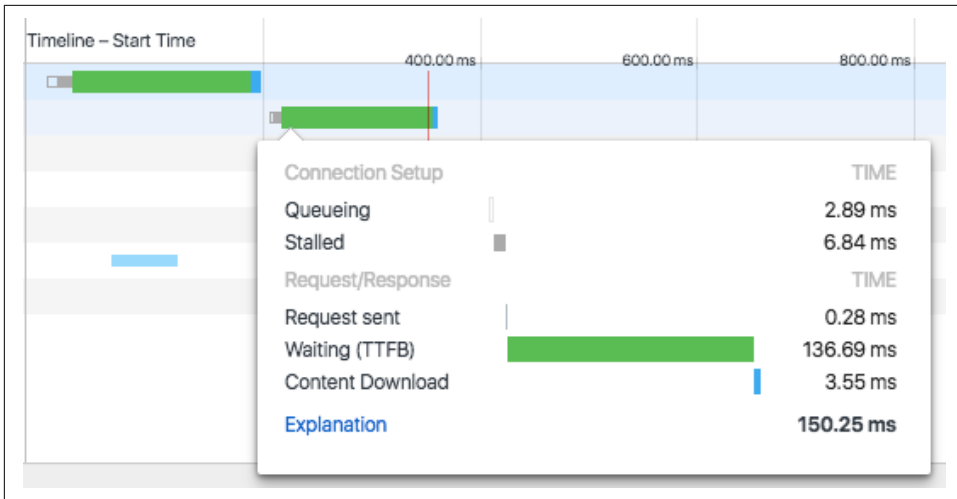 Timeline – Start Time
400.00 ms
600.00 ms
800.00 ms
Connection Setup TIME
Queueing 2.89 ms
Stalled 6.84 ms
Request/Response TIME
Request sent 0.28 ms
Waiting (TTFB) 136.69 ms
Content Download 3.55 ms
Explanation 150.25 ms